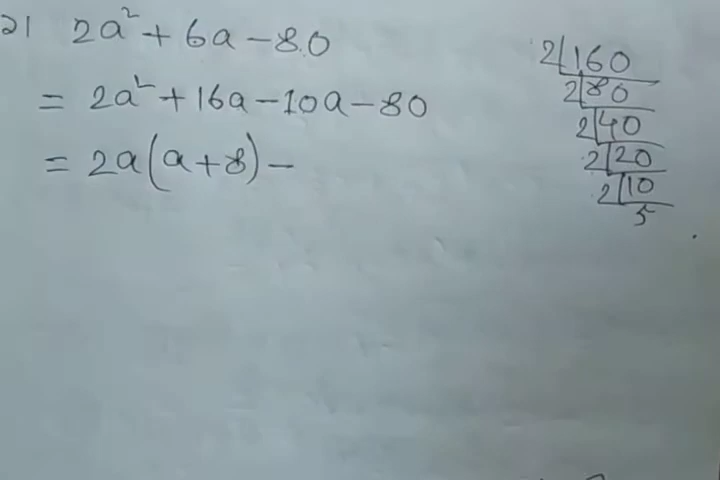 ২। 2a² + 6a - 80
= 2a² + 16a - 10a - 80
= 2a(a+8) -
2|160
2|80
2|40
2|20
2|10
5